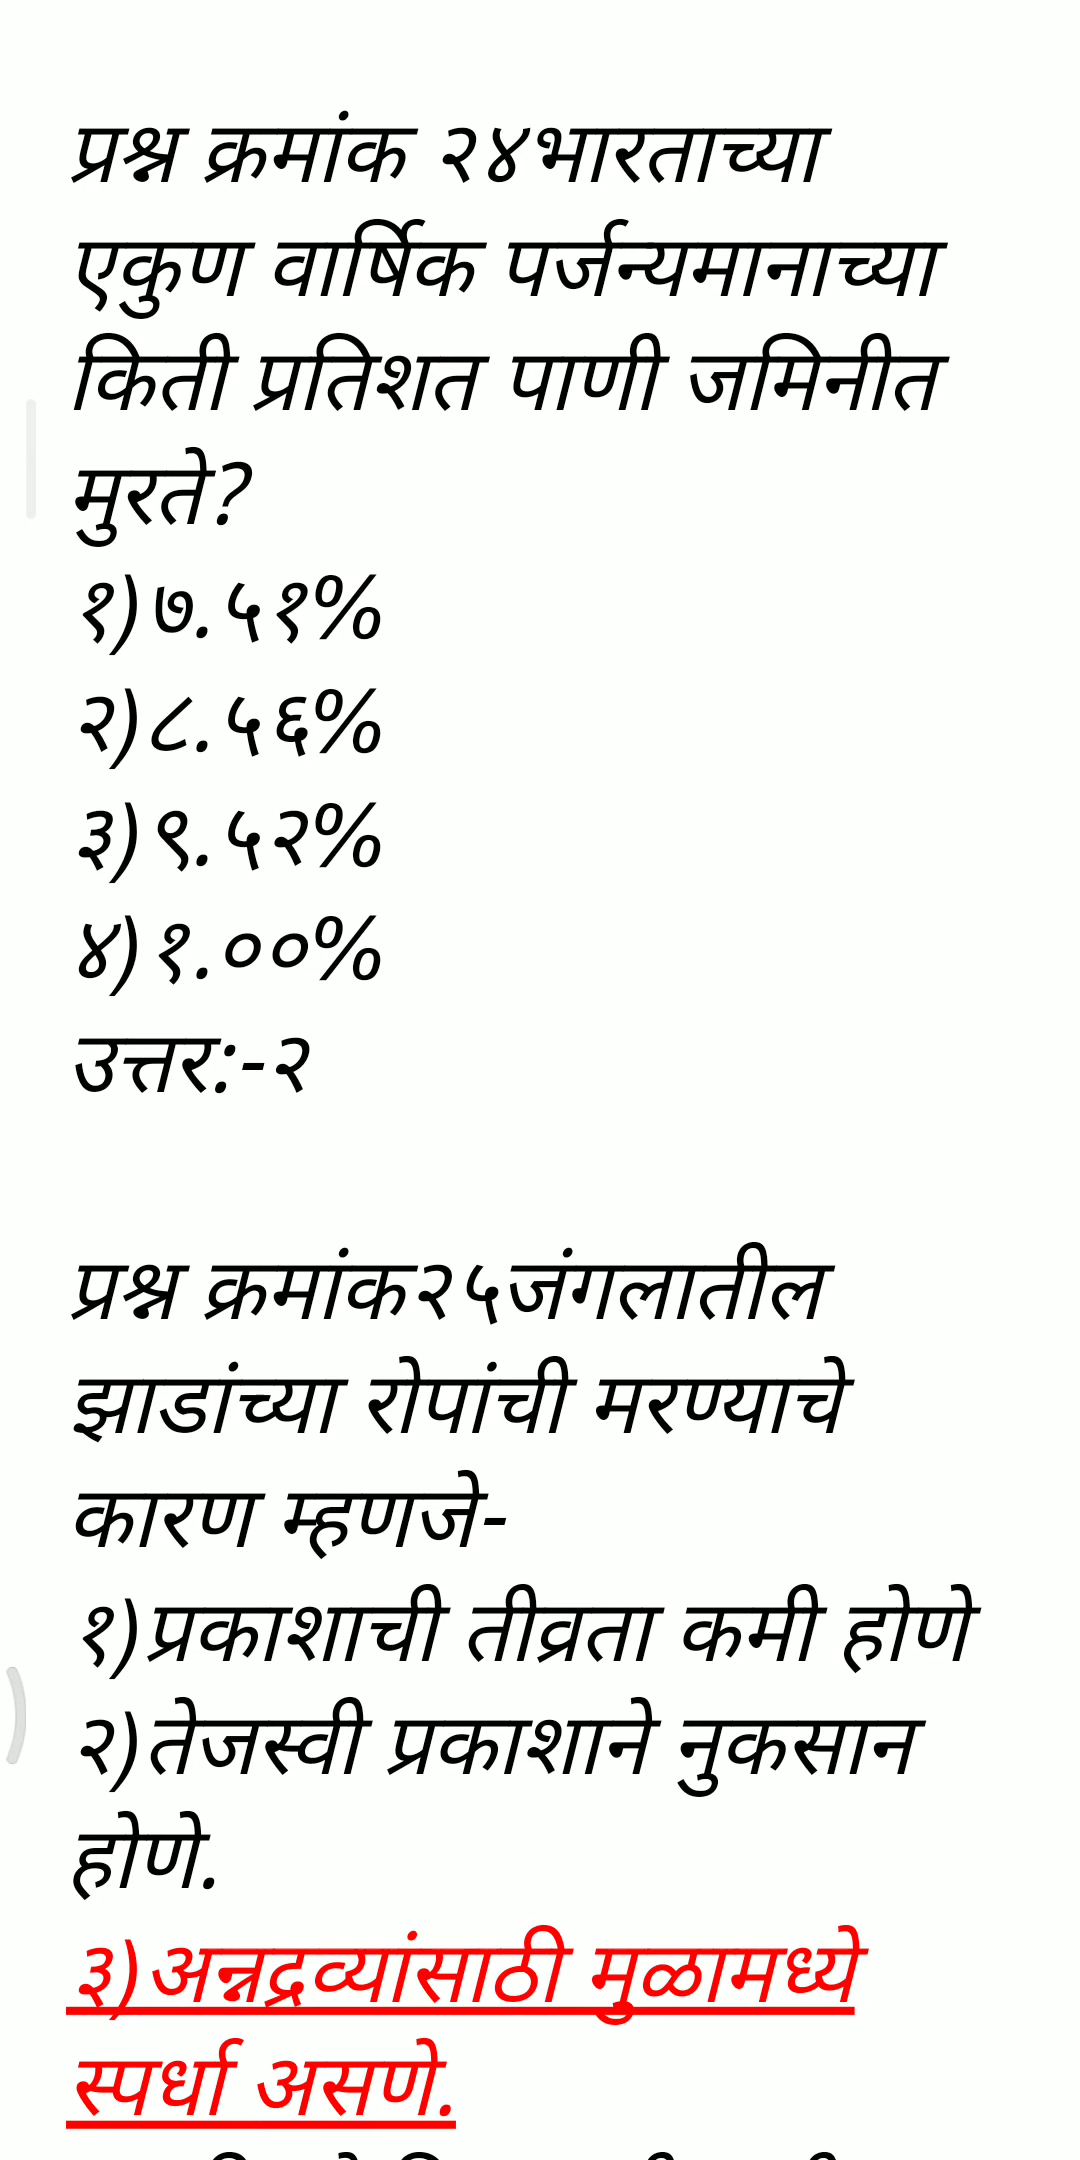 प्रश्न क्रमांक २४भारताच्या
एकुण वार्षिक पर्जन्यमानाच्या
किती प्रतिशत पाणी जमिनीत
मुरते?
१)७.५१%
२)८.५६%
३)९.५२%
४)१.००%
उत्तर:-२
प्रश्न क्रमांक२५जंगलातील
झाडांच्या रोपांची मरण्याचे
कारण म्हणजे-
१)प्रकाशाची तीव्रता कमी होणे
२)तेजस्वी प्रकाशाने नुकसान
होणे.
३)अन्नद्रव्यांसाठी मुळामध्ये
स्पर्धा असणे.